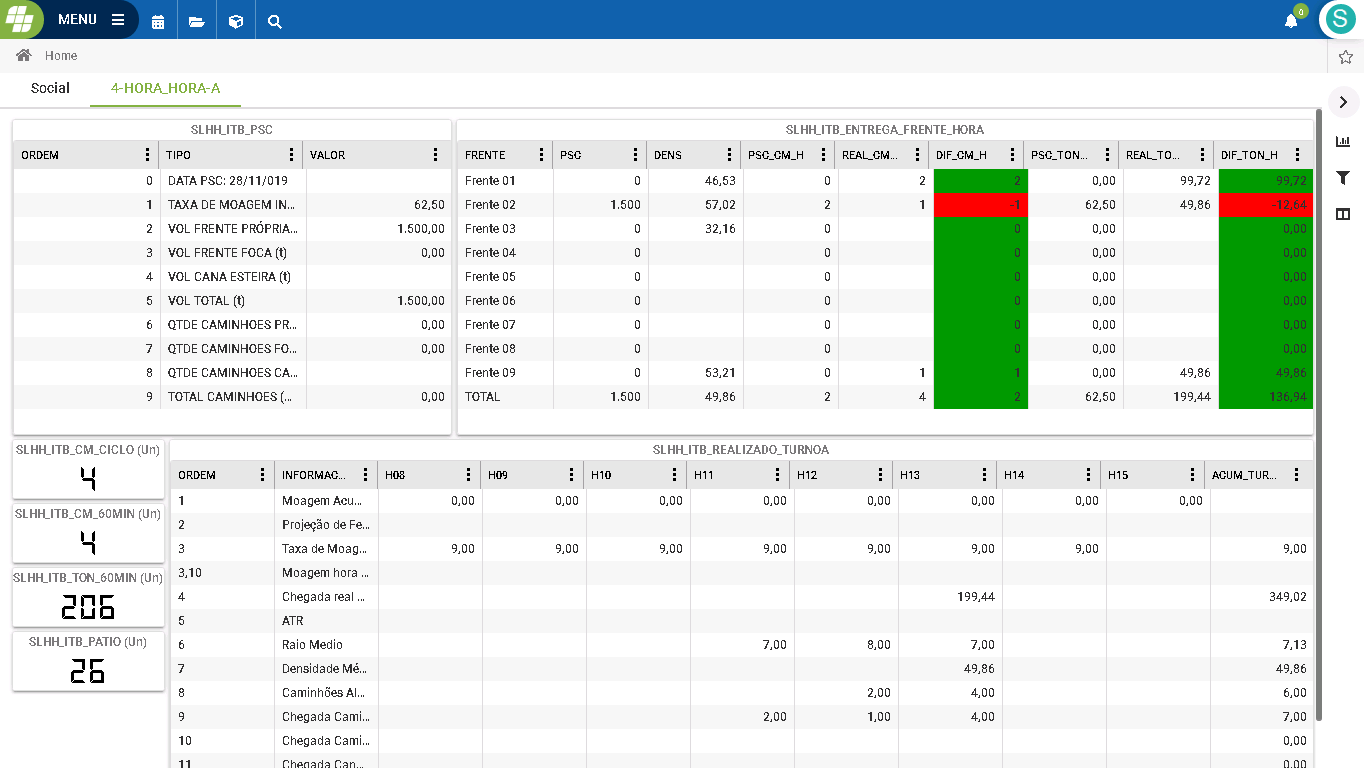 MENU
0
S
Home
Social 4-HORA_HORA-A
SLHH_ITB_PSC
ORDEM TIPO VALOR
0 DATA PSC: 28/11/019
1 TAXA DE MOAGEM IN... 62,50
2 VOL FRENTE PRÓPRIA... 1.500,00
3 VOL FRENTE FOCA (t) 0,00
4 VOL CANA ESTEIRA (t)
5 VOL TOTAL (t) 1.500,00
6 QTDE CAMINHOES PR... 0,00
7 QTDE CAMINHOES FO... 0,00
8 QTDE CAMINHOES CA...
9 TOTAL CAMINHOES (... 0,00
SLHH_ITB_ENTREGA_FRENTE_HORA
FRENTE PSC DENS PSC_CM_H REAL_CM... DIF_CM_H PSC_TON... REAL_TO... DIF_TON_H
Frente 01 0 46,53 0 2 2 0,00 99,72 99,72
Frente 02 1.500 57,02 2 1 -1 62,50 49,86 -12,64
Frente 03 0 32,16 0 0 0,00 0,00
Frente 04 0 0 0 0,00 0,00
Frente 05 0 0 0 0,00 0,00
Frente 06 0 0 0 0,00 0,00
Frente 07 0 0 0 0,00 0,00
Frente 08 0 0 0 0,00 0,00
Frente 09 0 53,21 0 1 1 0,00 49,86 49,86
TOTAL 1.500 49,86 2 4 2 62,50 199,44 136,94
SLHH_ITB_CM_CICLO (Un)
4
SLHH_ITB_CM_60MIN (Un)
4
SLHH_ITB_TON_60MIN (Un)
206
SLHH_ITB_PATIO (Un)
26
SLHH_ITB_REALIZADO_TURNOA
ORDEM INFORMAC... H08 H09 H10 H11 H12 H13 H14 H15 ACUM_TUR...
1 Moagem Acu... 0,00 0,00 0,00 0,00 0,00 0,00 0,00 0,00
2 Projeção de Fe...
3 Taxa de Moag... 9,00 9,00 9,00 9,00 9,00 9,00 9,00 9,00
3,10 Moagem hora ...
4 Chegada real ... 199,44 349,02
5 ATR
6 Raio Medio 7,00 8,00 7,00 7,13
7 Densidade Mé... 49,86 49,86
8 Caminhões Al... 2,00 4,00 6,00
9 Chegada Cami... 2,00 1,00 4,00 7,00
10 Chegada Cami... 0,00
11 Chegada Can... 0,00